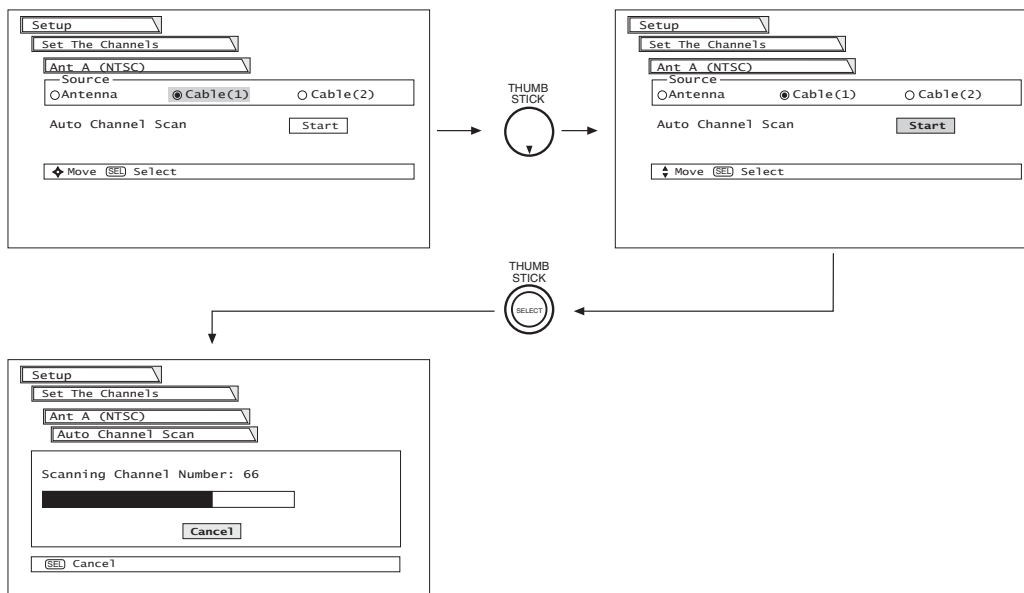 Setup
Set The Channels
Ant A (NTSC)
Source
Antenna Cable(1) Cable(2)
Auto Channel Scan Start
Move SEL Select
THUMB
STICK
Setup
Set The Channels
Ant A (NTSC)
Source
Antenna Cable(1) Cable(2)
Auto Channel Scan Start
Move SEL Select
THUMB
STICK
SELECT
Setup
Set The Channels
Ant A (NTSC)
Auto Channel Scan
Scanning Channel Number: 66
Cancel
SEL Cancel